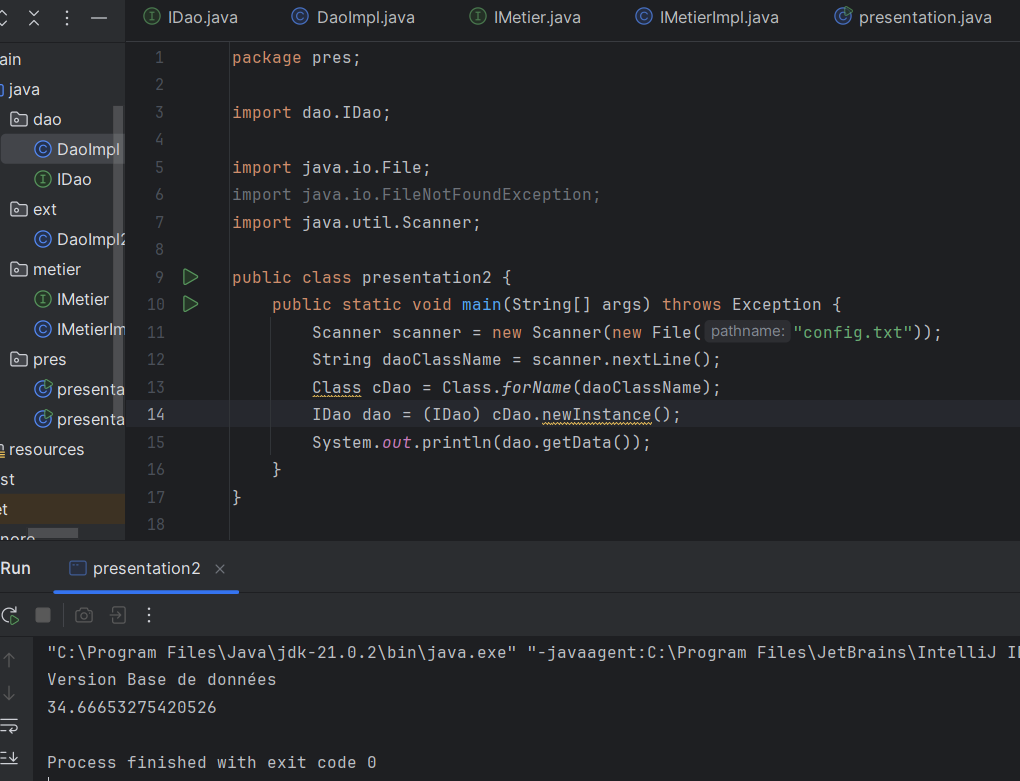 IDao.java DaoImpl.java IMetier.java IMetierImpl.java presentation.java
ain
java
dao
DaoImpl
IDao
ext
DaoImpl2
metier
IMetier
IMetierIm
pres
presenta
presenta
resources
st
et
1 package pres;
2
3 import dao.IDao;
4
5 import java.io.File;
6 import java.io.FileNotFoundException;
7 import java.util.Scanner;
8
9 public class presentation2 {
10 public static void main(String[] args) throws Exception {
11 Scanner scanner = new Scanner(new File( pathname: "config.txt"));
12 String daoClassName = scanner.nextLine();
13 Class cDao = Class.forName(daoClassName);
14 IDao dao = (IDao) cDao.newInstance();
15 System.out.println(dao.getData());
16 }
17 }
18
Run presentation2
"C:\Program Files\Java\jdk-21.0.2\bin\java.exe" "-javaagent:C:\Program Files\JetBrains\IntelliJ I
Version Base de données
34.66653275420526
Process finished with exit code 0